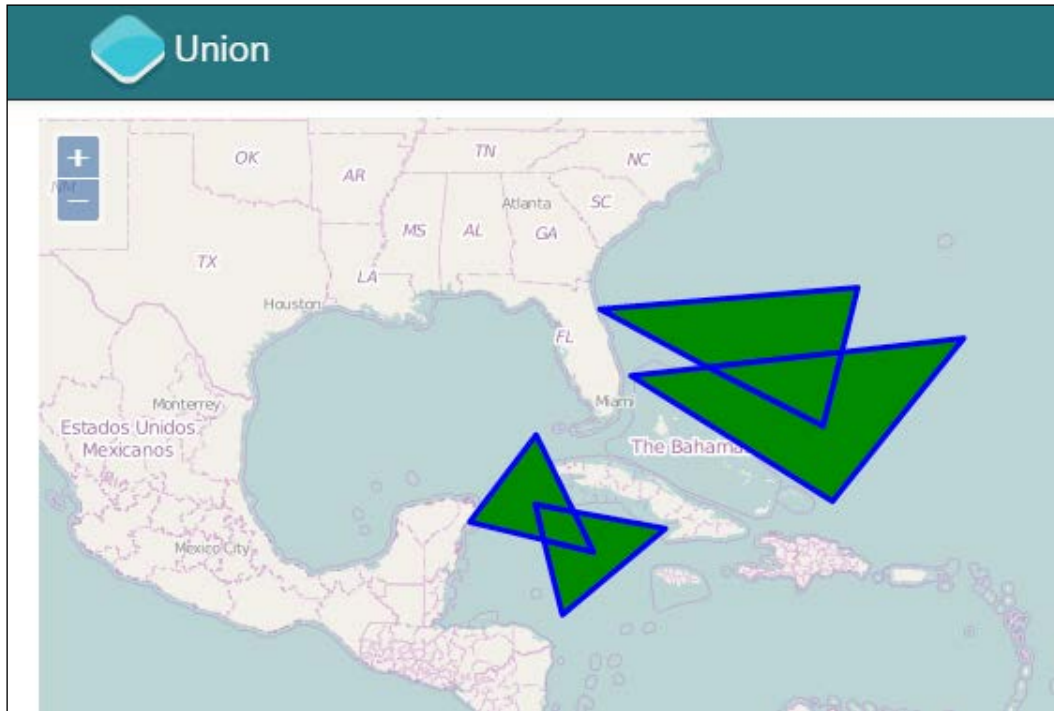 Union
+
−
NM
OK
TN
NC
AR
Atlanta
SC
MS
AL
GA
TX
LA
Houston
FL
Monterrey
Miami
Estados Unidos
Mexicanos
The Bahama
Mexico City